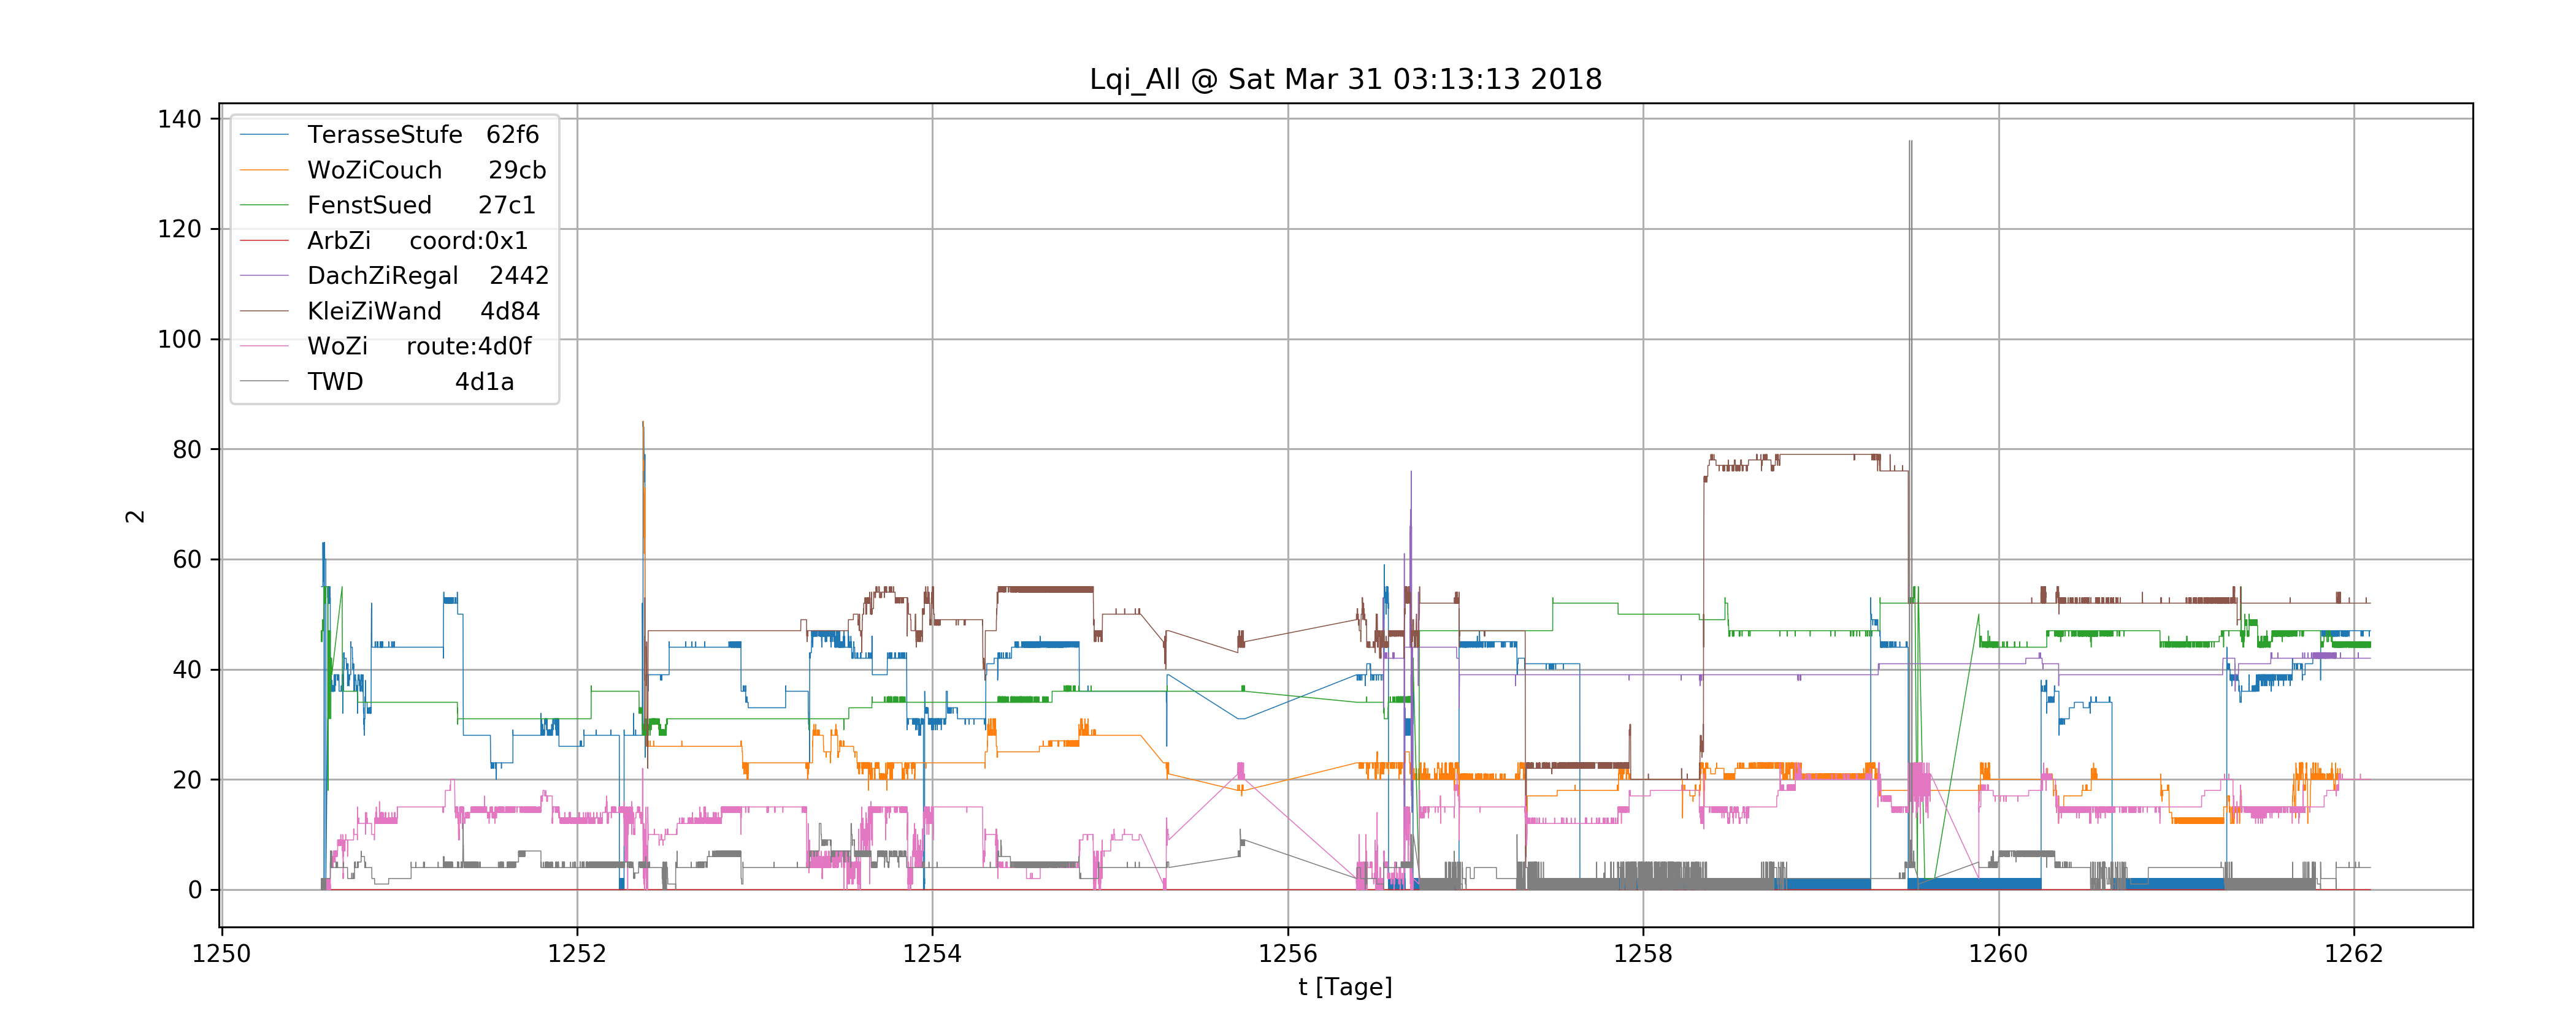 Lqi_All @ Sat Mar 31 03:13:13 2018
140
120
100
80
60
40
20
0
2
TerasseStufe 62f6
WoZiCouch 29cb
FenstSued 27c1
ArbZi coord:0x1
DachZiRegal 2442
KleiZiWand 4d84
WoZi route:4d0f
TWD 4d1a
1250 1252 1254 1256 1258 1260 1262
t [Tage]